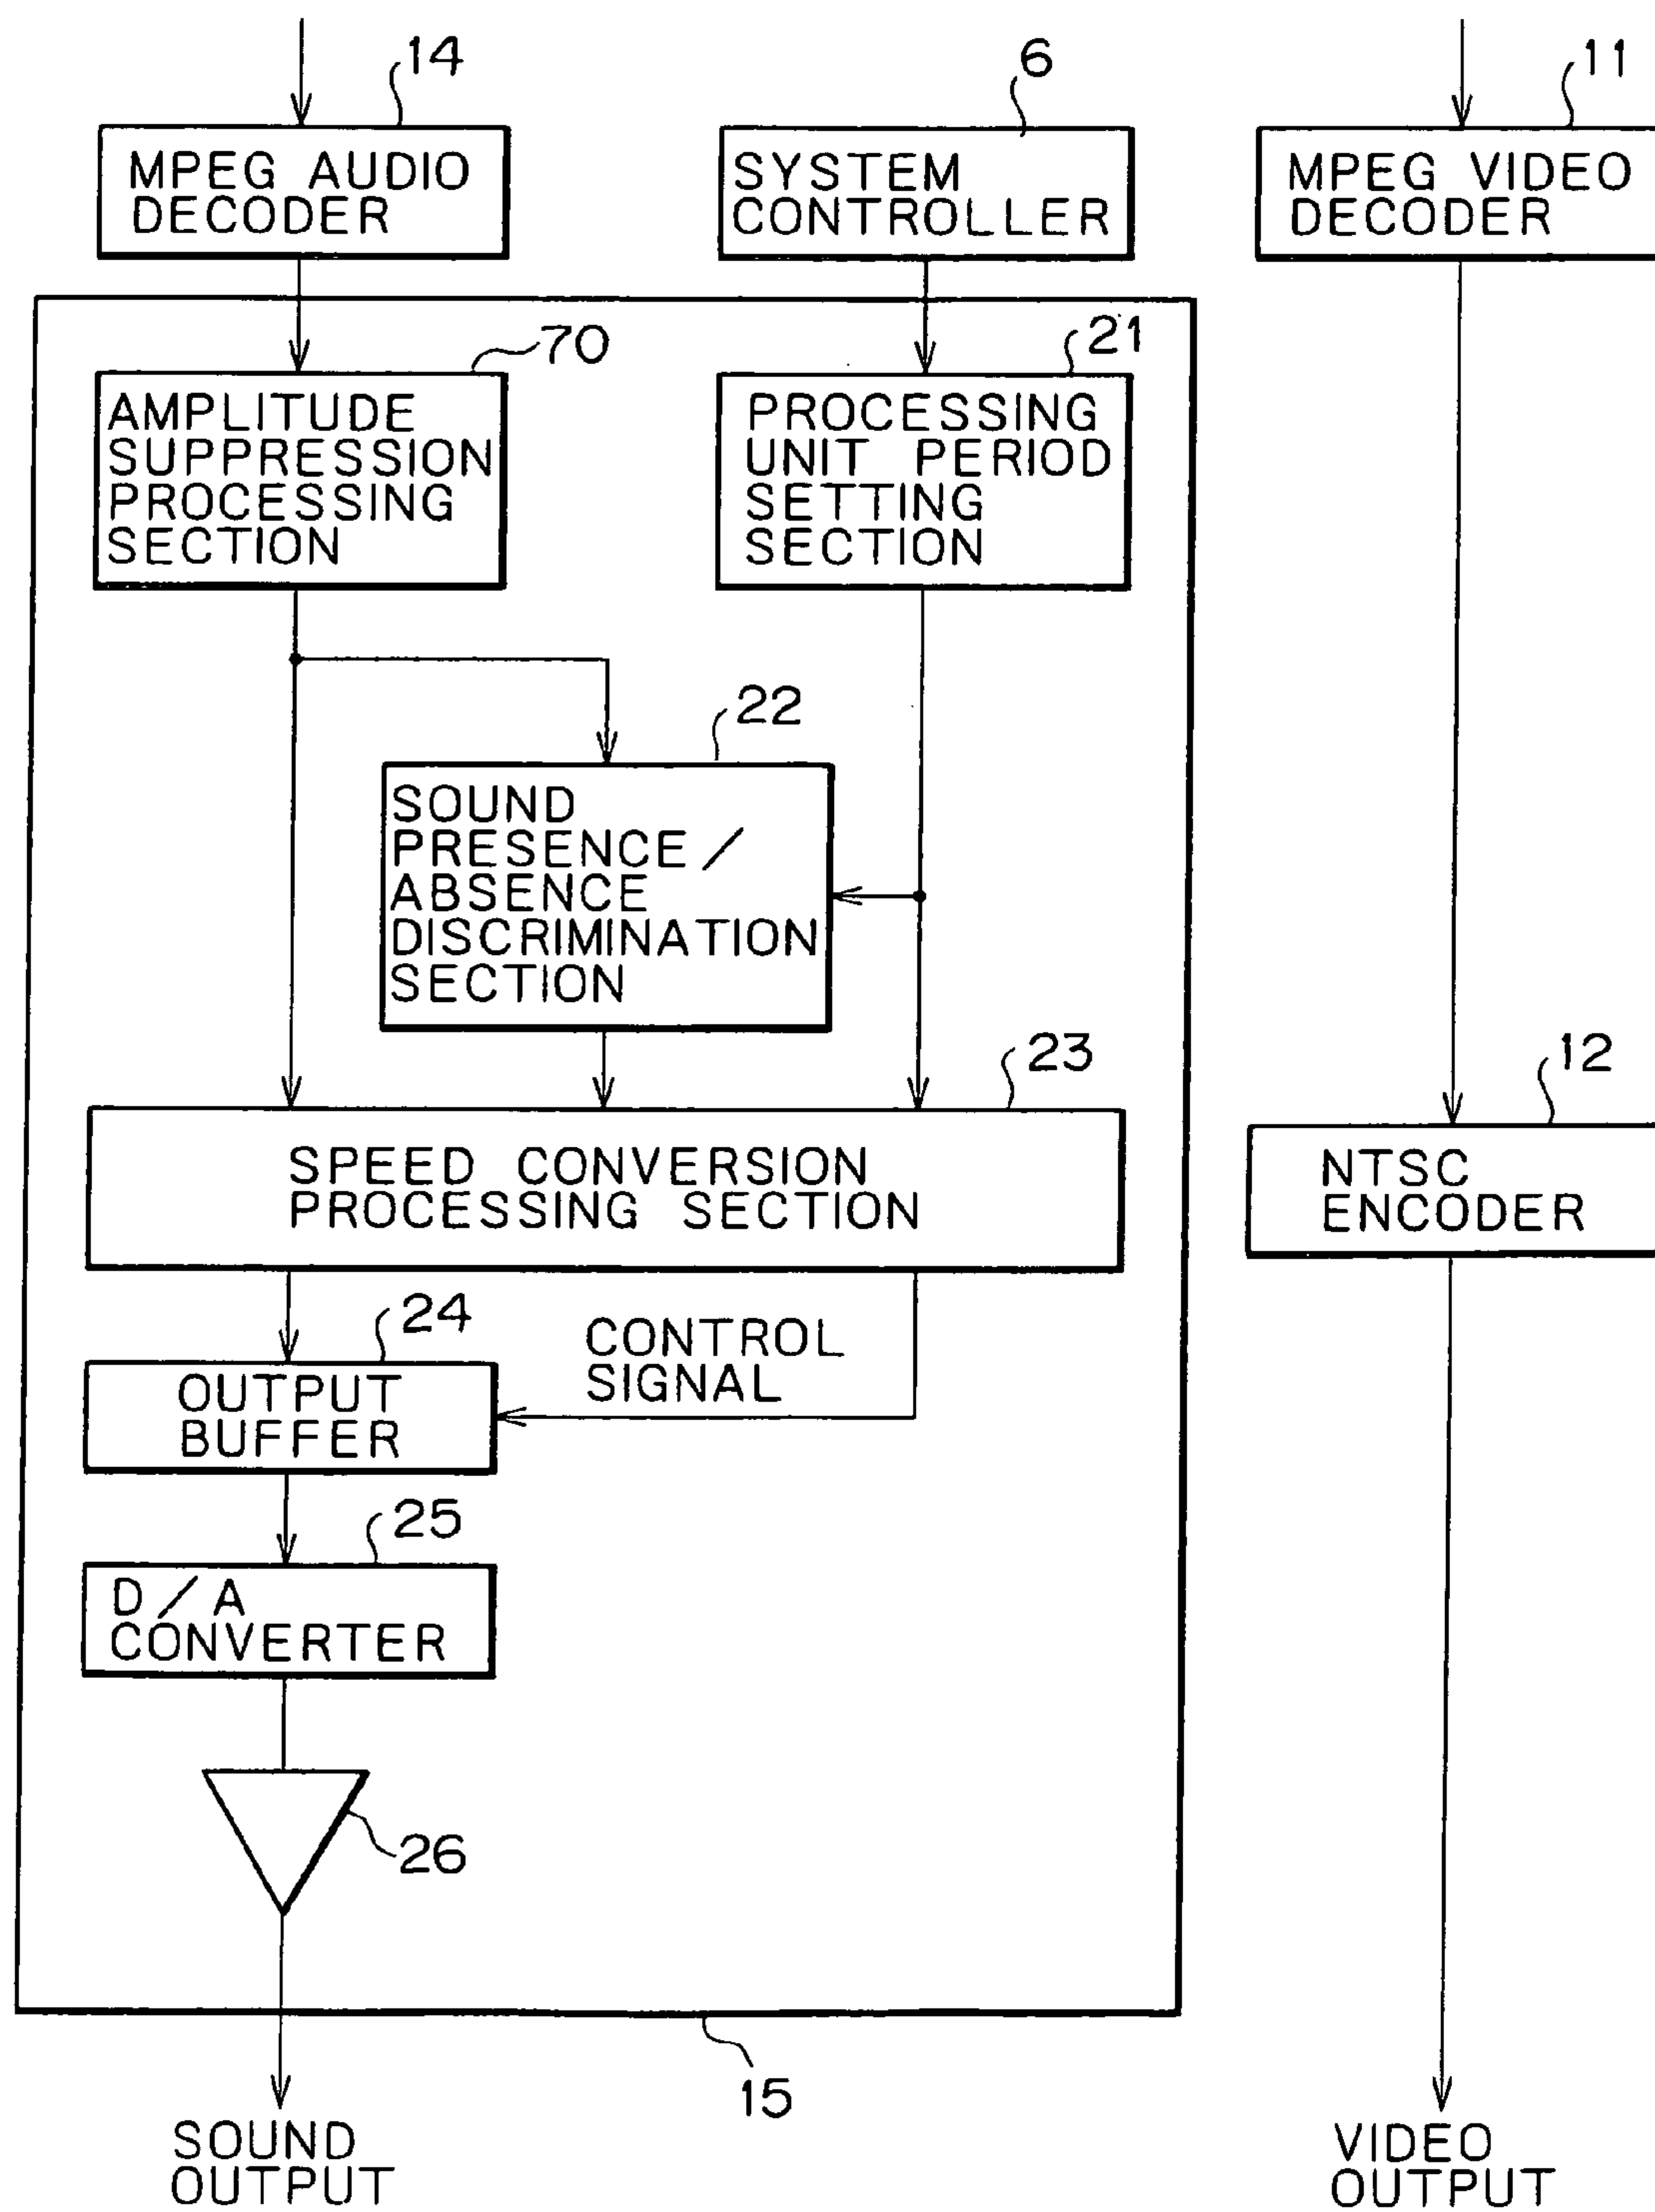 14
6
11
MPEG AUDIO
DECODER
SYSTEM
CONTROLLER
MPEG VIDEO
DECODER
70
21
AMPLITUDE
SUPPRESSION
PROCESSING
SECTION
PROCESSING
UNIT PERIOD
SETTING
SECTION
22
SOUND
PRESENCE/
ABSENCE
DISCRIMINATION
SECTION
23
12
SPEED CONVERSION
PROCESSING SECTION
NTSC
ENCODER
24
CONTROL
SIGNAL
OUTPUT
BUFFER
25
D/A
CONVERTER
26
15
SOUND
OUTPUT
VIDEO
OUTPUT